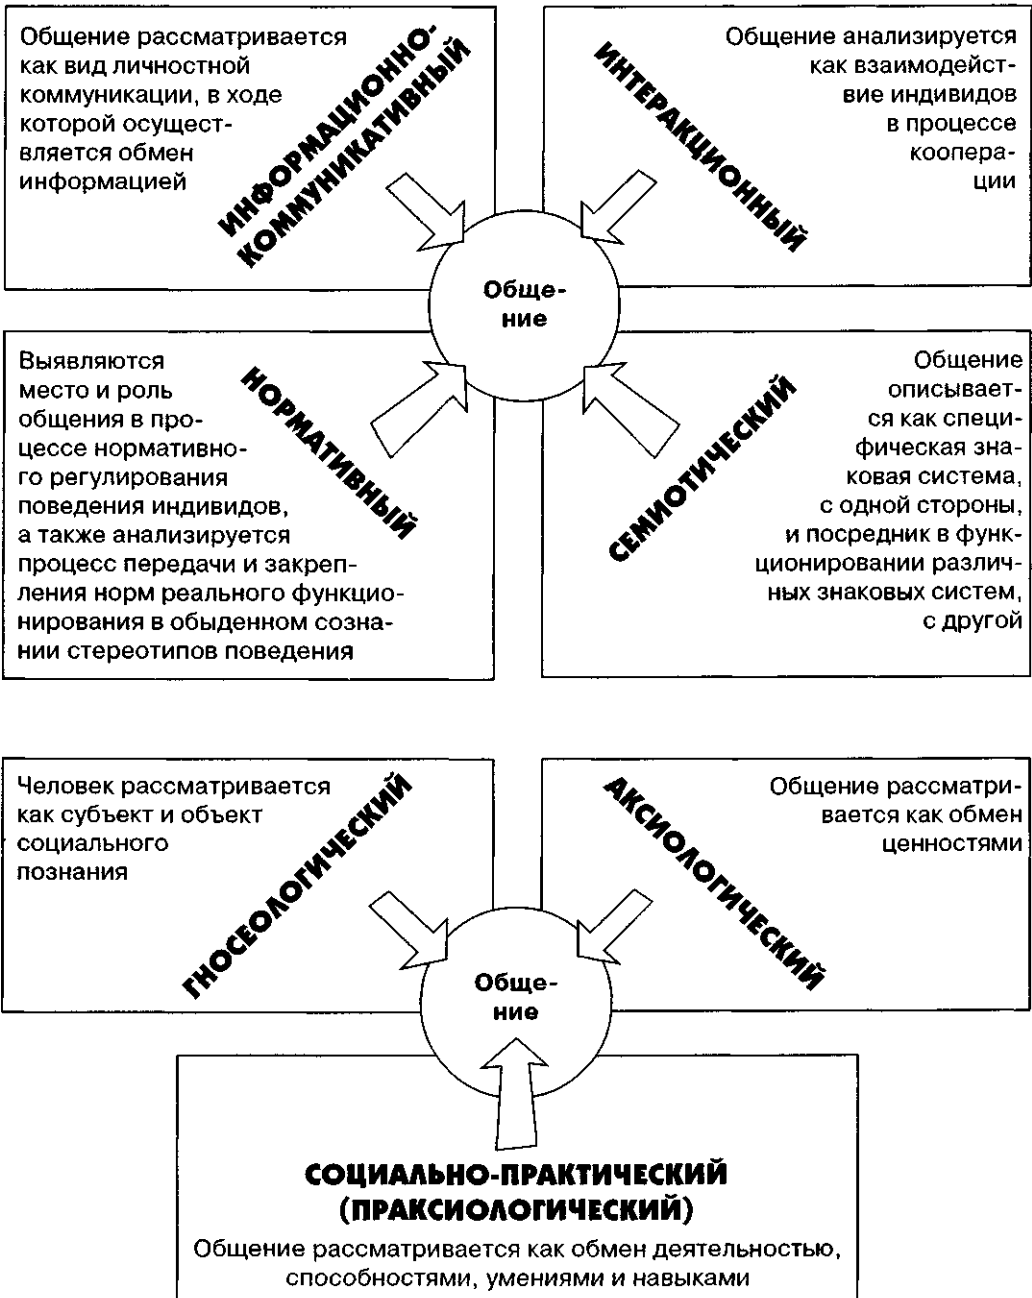 Общение рассматривается
как вид личностной
коммуникации, в ходе
которой осущест-
вляется обмен
информацией
ИНФОРМАЦИОННО-
КОММУНИКАТИВНЫЙ
ИНТЕРАКЦИОННЫЙ
Общение анализируется
как взаимодейст-
вие индивидов
в процессе
коопера-
ции
Обще-
ние
Выявляются
место и роль
общения в про-
цессе нормативно-
го регулирования
поведения индивидов,
а также анализируется
процесс передачи и закреп-
ления норм реального функцио-
нирования в обыденном созна-
нии стереотипов поведения
НОРМАТИВНЫЙ
СЕМИОТИЧЕСКИЙ
Общение
описывает-
ся как специ-
фическая зна-
ковая система,
с одной стороны,
и посредник в функ-
ционировании различ-
ных знаковых систем,
с другой
Человек рассматривается
как субъект и объект
социального
познания
ГНОСЕОЛОГИЧЕСКИЙ
АКСИОЛОГИЧЕСКИЙ
Общение рассматри-
вается как обмен
ценностями
Обще-
ние
СОЦИАЛЬНО-ПРАКТИЧЕСКИЙ
(ПРАКСИОЛОГИЧЕСКИЙ)
Общение рассматривается как обмен деятельностью,
способностями, умениями и навыками